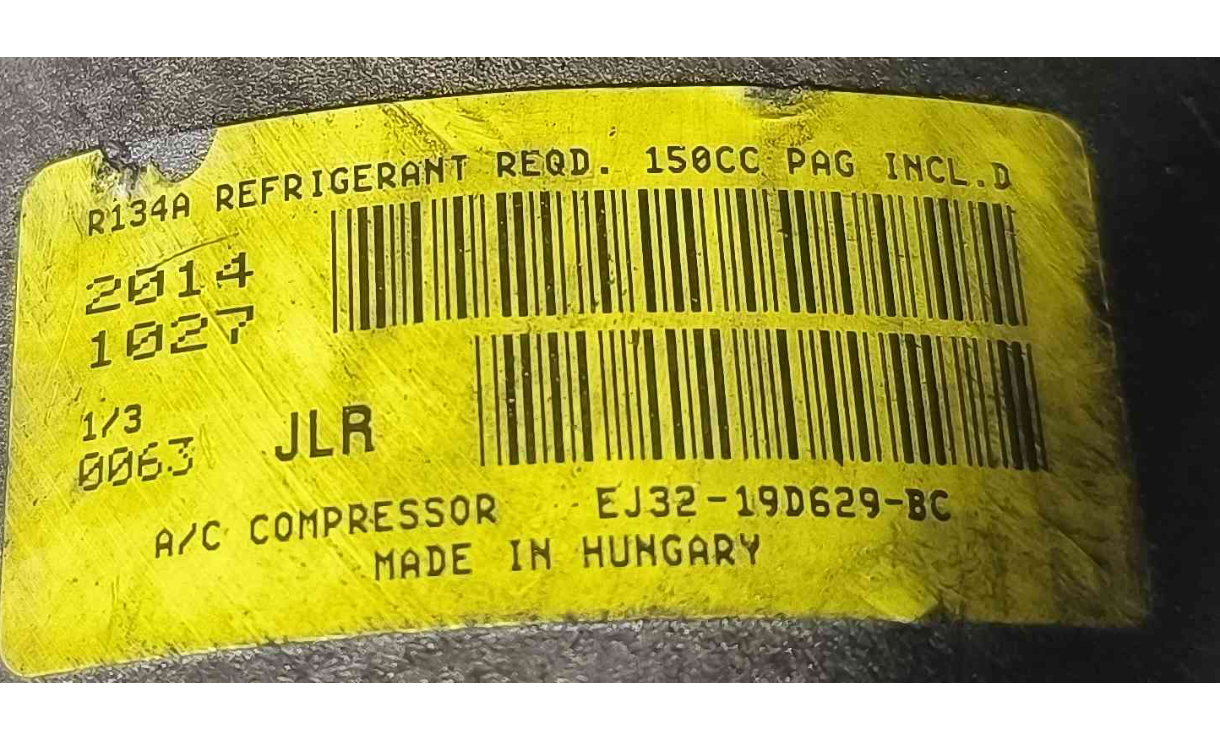 R134A REFRIGERANT REQD. 150CC PAG INCL.D
2014
1027
1/3
0063 JLR
A/C COMPRESSOR EJ32-19D629-BC
MADE IN HUNGARY